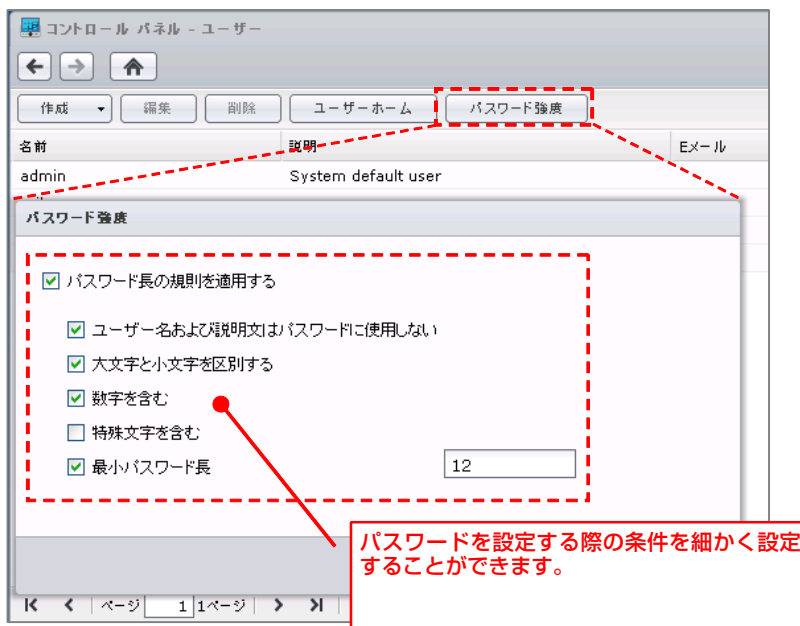 コントロール パネル - ユーザー
作成 編集 削除 ユーザーホーム パスワード強度
名前 説明 Eメール
admin System default user
パスワード強度
パスワード長の規則を適用する
ユーザー名および説明文はパスワードに使用しない
大文字と小文字を区別する
数字を含む
特殊文字を含む
最小パスワード長 12
パスワードを設定する際の条件を細かく設定
することができます。
ページ 1 1ページ